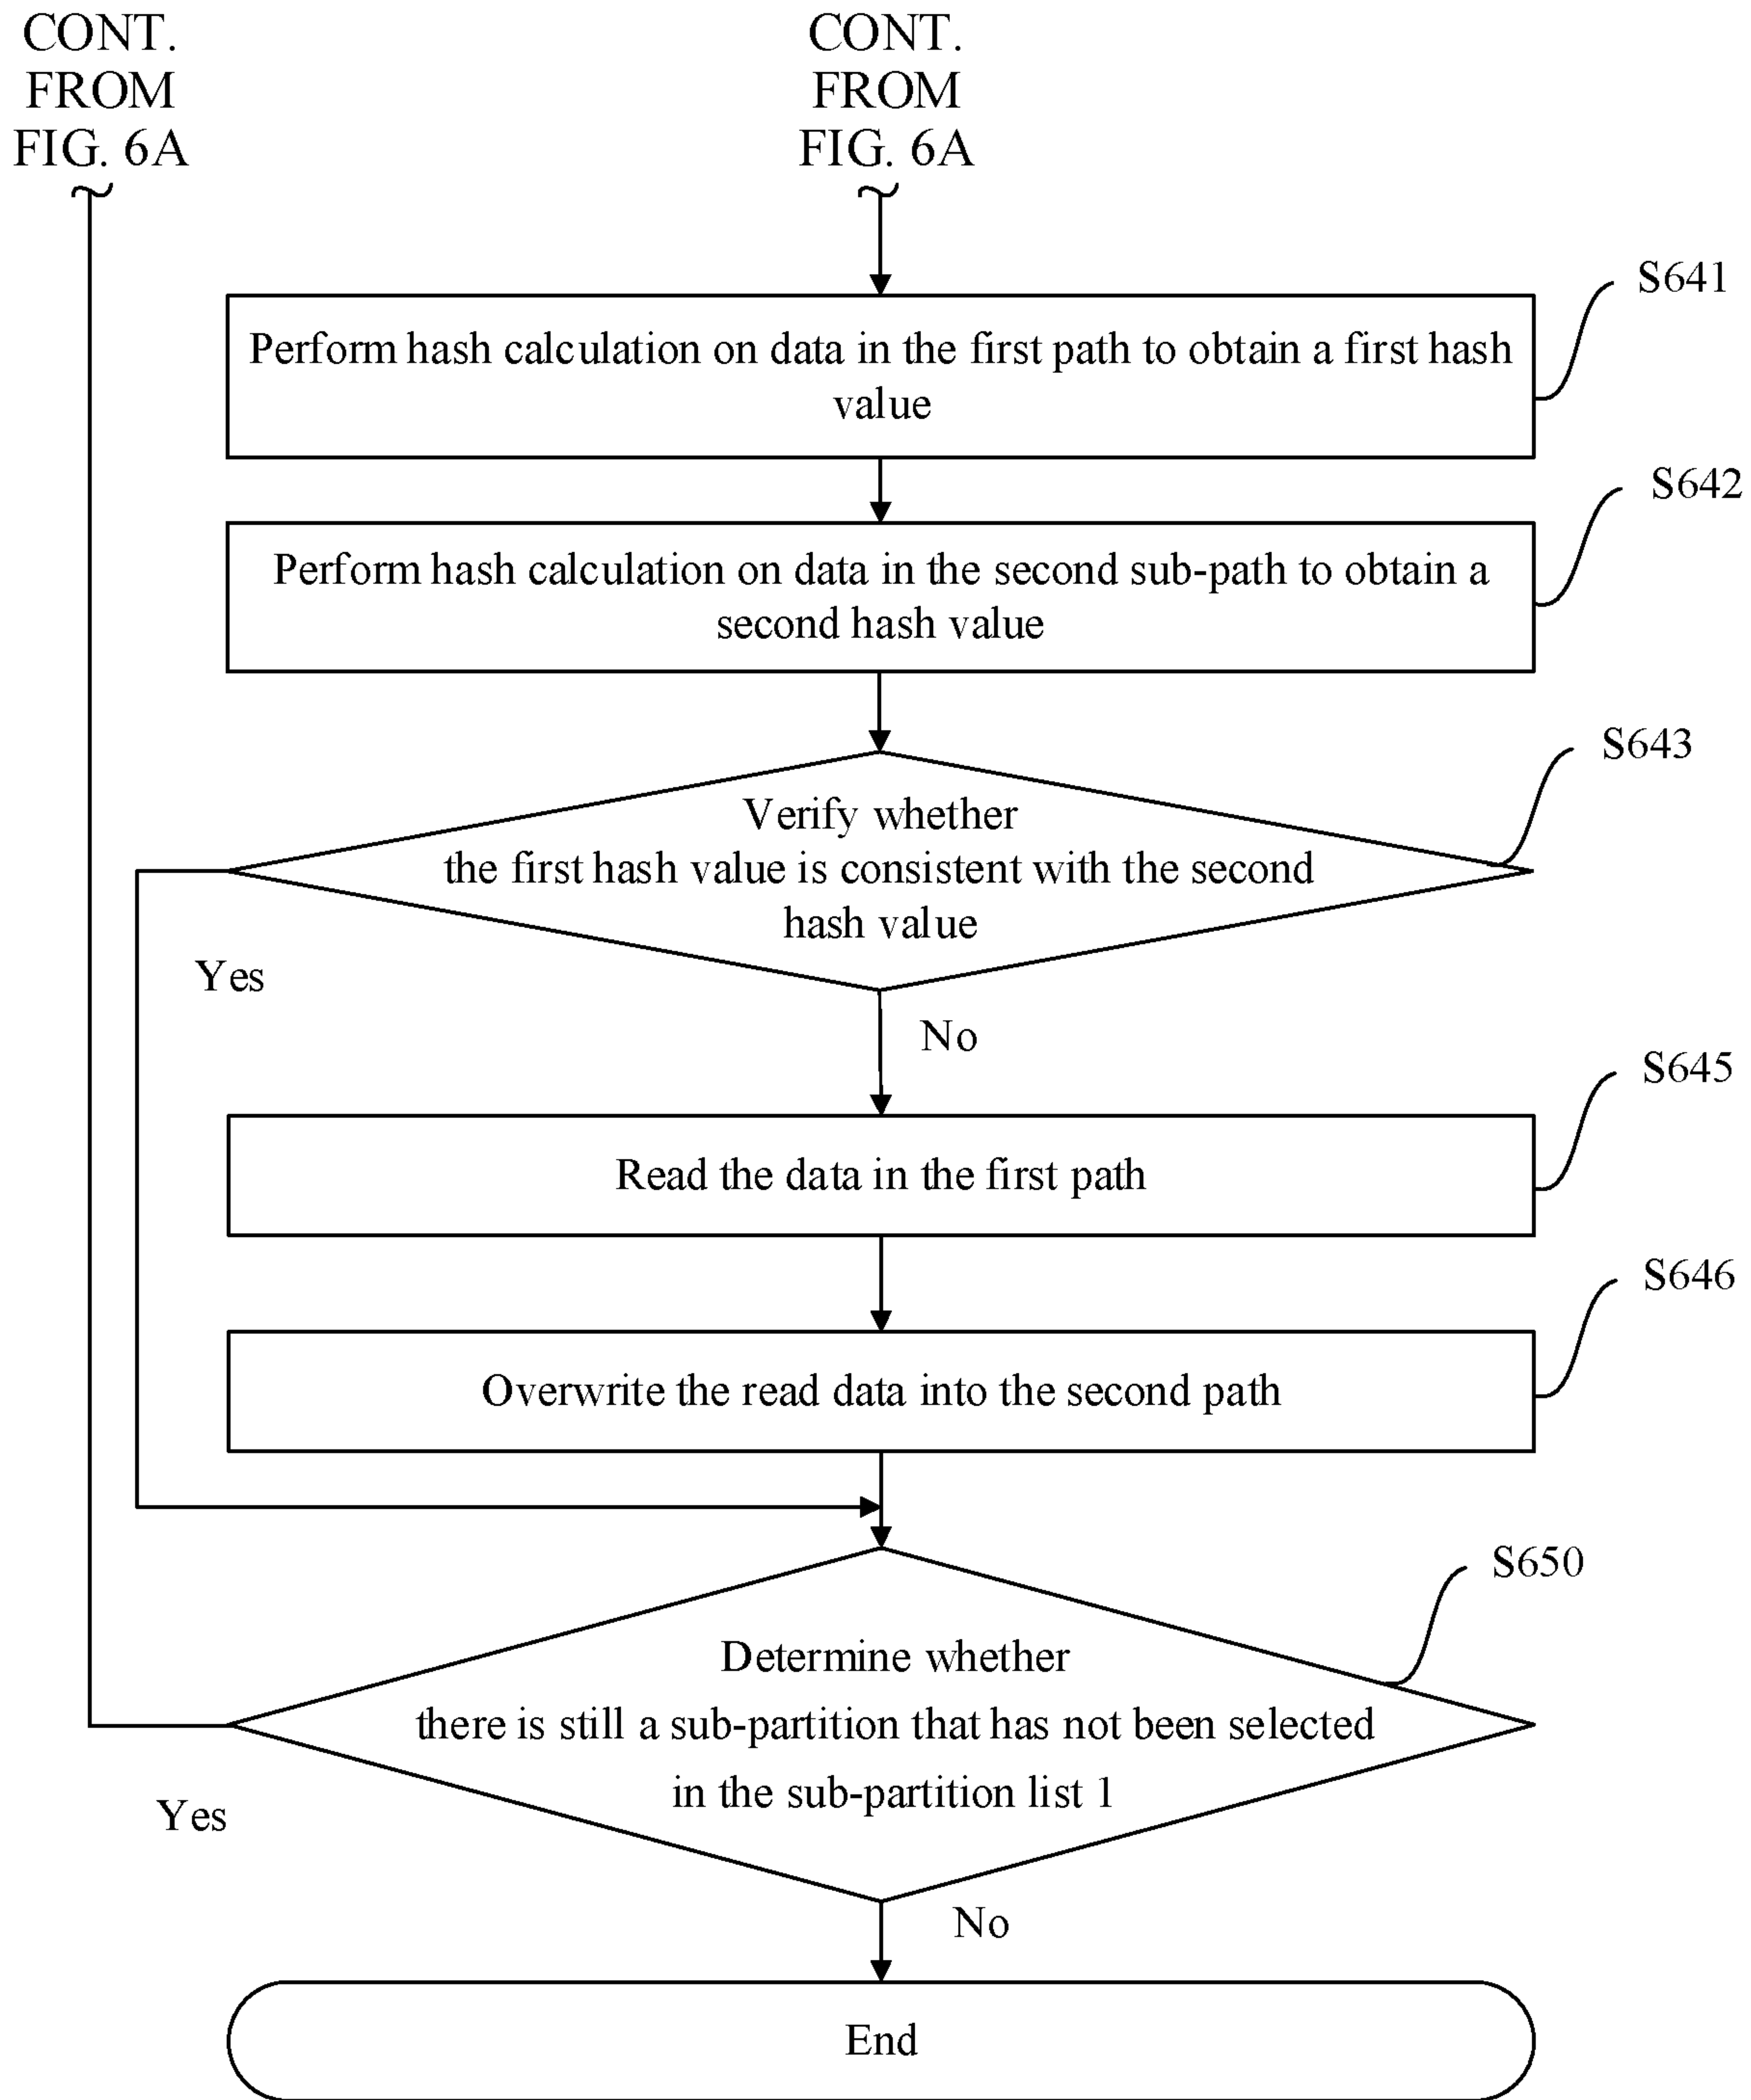 CONT.
FROM
FIG. 6A
CONT.
FROM
FIG. 6A
S641
Perform hash calculation on data in the first path to obtain a first hash
value
S642
Perform hash calculation on data in the second sub-path to obtain a
second hash value
S643
Verify whether
the first hash value is consistent with the second
hash value
Yes
No
S645
Read the data in the first path
S646
Overwrite the read data into the second path
S650
Determine whether
there is still a sub-partition that has not been selected
in the sub-partition list 1
Yes
No
End